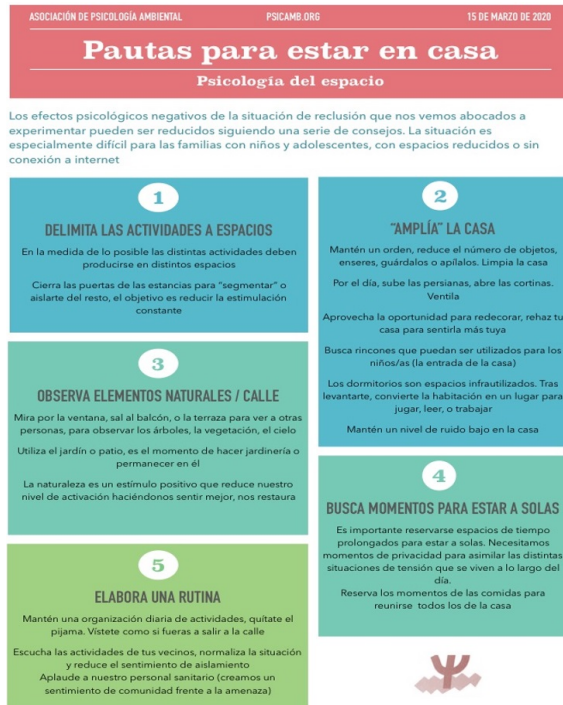 ASOCIACIÓN DE PSICOLOGÍA AMBIENTAL
PSICAMB.ORG
15 DE MARZO DE 2020
Pautas para estar en casa
Psicología del espacio
Los efectos psicológicos negativos de la situación de reclusión que nos vemos abocados a
experimentar pueden ser reducidos siguiendo una serie de consejos. La situación es
especialmente difícil para las familias con niños y adolescentes, con espacios reducidos o sin
conexión a internet
1
DELIMITA LAS ACTIVIDADES A ESPACIOS
En la medida de lo posible las distintas actividades deben
producirse en distintos espacios
Cierra las puertas de las estancias para "segmentar" o
aislarte del resto, el objetivo es reducir la estimulación
constante
2
"AMPLÍA" LA CASA
Mantén un orden, reduce el número de objetos,
enseres, guárdalos o apílalos. Limpia la casa
Por el día, sube las persianas, abre las cortinas.
Ventila
Aprovecha la oportunidad para redecorar, rehaz tu
casa para sentirla más tuya
Busca rincones que puedan ser utilizados para los
niños/as (la entrada de la casa)
Los dormitorios son espacios infrautilizados. Tras
levantarte, convierte la habitación en un lugar para
jugar, leer, o trabajar
Mantén un nivel de ruido bajo en la casa
3
OBSERVA ELEMENTOS NATURALES / CALLE
Mira por la ventana, sal al balcón, o la terraza para ver a otras
personas, para observar los árboles, la vegetación, el cielo
Utiliza el jardín o patio, es el momento de hacer jardinería o
permanecer en él
La naturaleza es un estímulo positivo que reduce nuestro
nivel de activación haciéndonos sentir mejor, nos restaura
4
BUSCA MOMENTOS PARA ESTAR A SOLAS
Es importante reservarse espacios de tiempo
prolongados para estar a solas. Necesitamos
momentos de privacidad para asimilar las distintas
situaciones de tensión que se viven a lo largo del
día.
Reserva los momentos de las comidas para
reunirse todos los de la casa
5
ELABORA UNA RUTINA
Mantén una organización diaria de actividades, quítate el
pijama. Vístete como si fueras a salir a la calle
Escucha las actividades de tus vecinos, normaliza la situación
y reduce el sentimiento de aislamiento
Aplaude a nuestro personal sanitario (creamos un
sentimiento de comunidad frente a la amenaza)